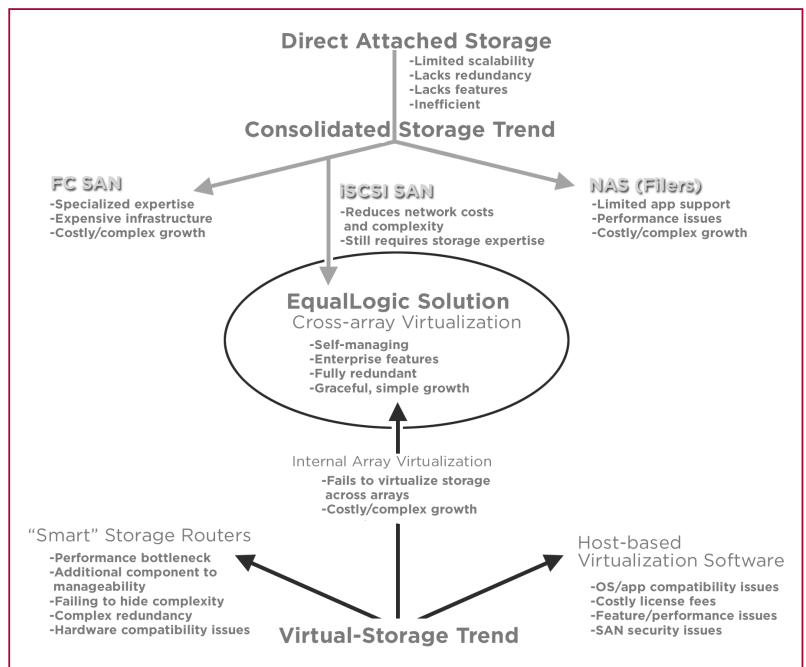 Direct Attached Storage
-Limited scalability
-Lacks redundancy
-Lacks features
-Inefficient
Consolidated Storage Trend
FC SAN
-Specialized expertise
-Expensive infrastructure
-Costly/complex growth
iSCSI SAN
-Reduces network costs
and complexity
-Still requires storage expertise
NAS (Filers)
-Limited app support
-Performance issues
-Costly/complex growth
EqualLogic Solution
Cross-array Virtualization
-Self-managing
-Enterprise features
-Fully redundant
-Graceful, simple growth
Internal Array Virtualization
-Fails to virtualize storage
across arrays
-Costly/complex growth
“Smart” Storage Routers
-Performance bottleneck
-Additional component to
manageability
-Failing to hide complexity
-Complex redundancy
-Hardware compatibility issues
Host-based
Virtualization Software
-OS/app compatibility issues
-Costly license fees
-Feature/performance issues
-SAN security issues
Virtual-Storage Trend